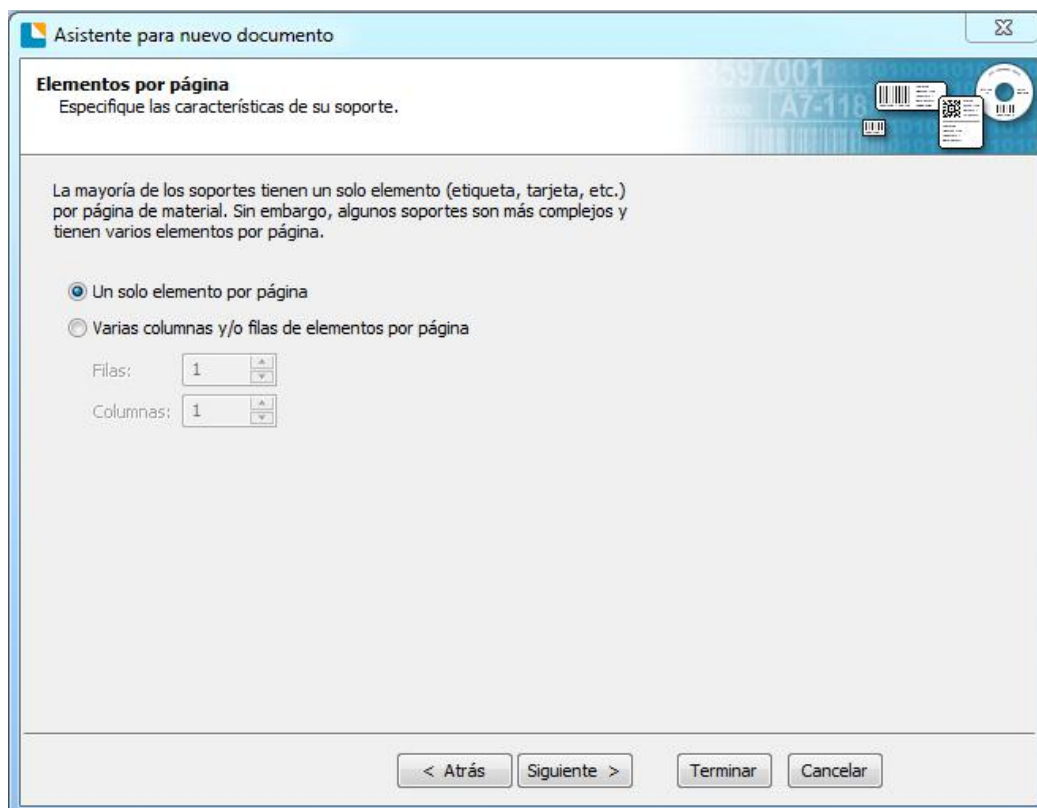 Asistente para nuevo documento
Elementos por página
Especifique las características de su soporte.
597001
A7-118
La mayoría de los soportes tienen un solo elemento (etiqueta, tarjeta, etc.)
por página de material. Sin embargo, algunos soportes son más complejos y
tienen varios elementos por página.
Un solo elemento por página
Varias columnas y/o filas de elementos por página
Filas: 1
Columnas: 1
< Atrás Siguiente > Terminar Cancelar